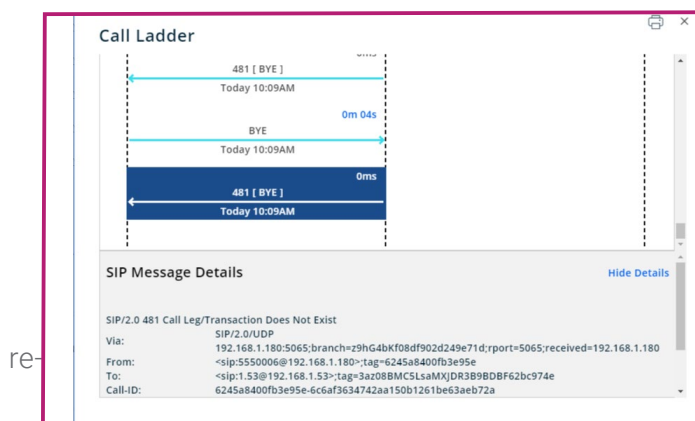 Call Ladder
0ms
481 [ BYE ]
Today 10:09AM
0m 04s
BYE
Today 10:09AM
0ms
481 [ BYE ]
Today 10:09AM
SIP Message Details
Hide Details
SIP/2.0 481 Call Leg/Transaction Does Not Exist
Via: SIP/2.0/UDP
192.168.1.180:5065;branch=z9hG4bKf08df902d249e71d;rport=5065;received=192.168.1.180
From: <sip:5550006@192.168.1.180>;tag=6245a8400fb3e95e
To: <sip:1.53@192.168.1.53>;tag=3az08BMC5LsaMXJDR3B9BDBF62bc974e
Call-ID: 6245a8400fb3e95e-6c6af3634742aa150b1261be63aeb72a
re-